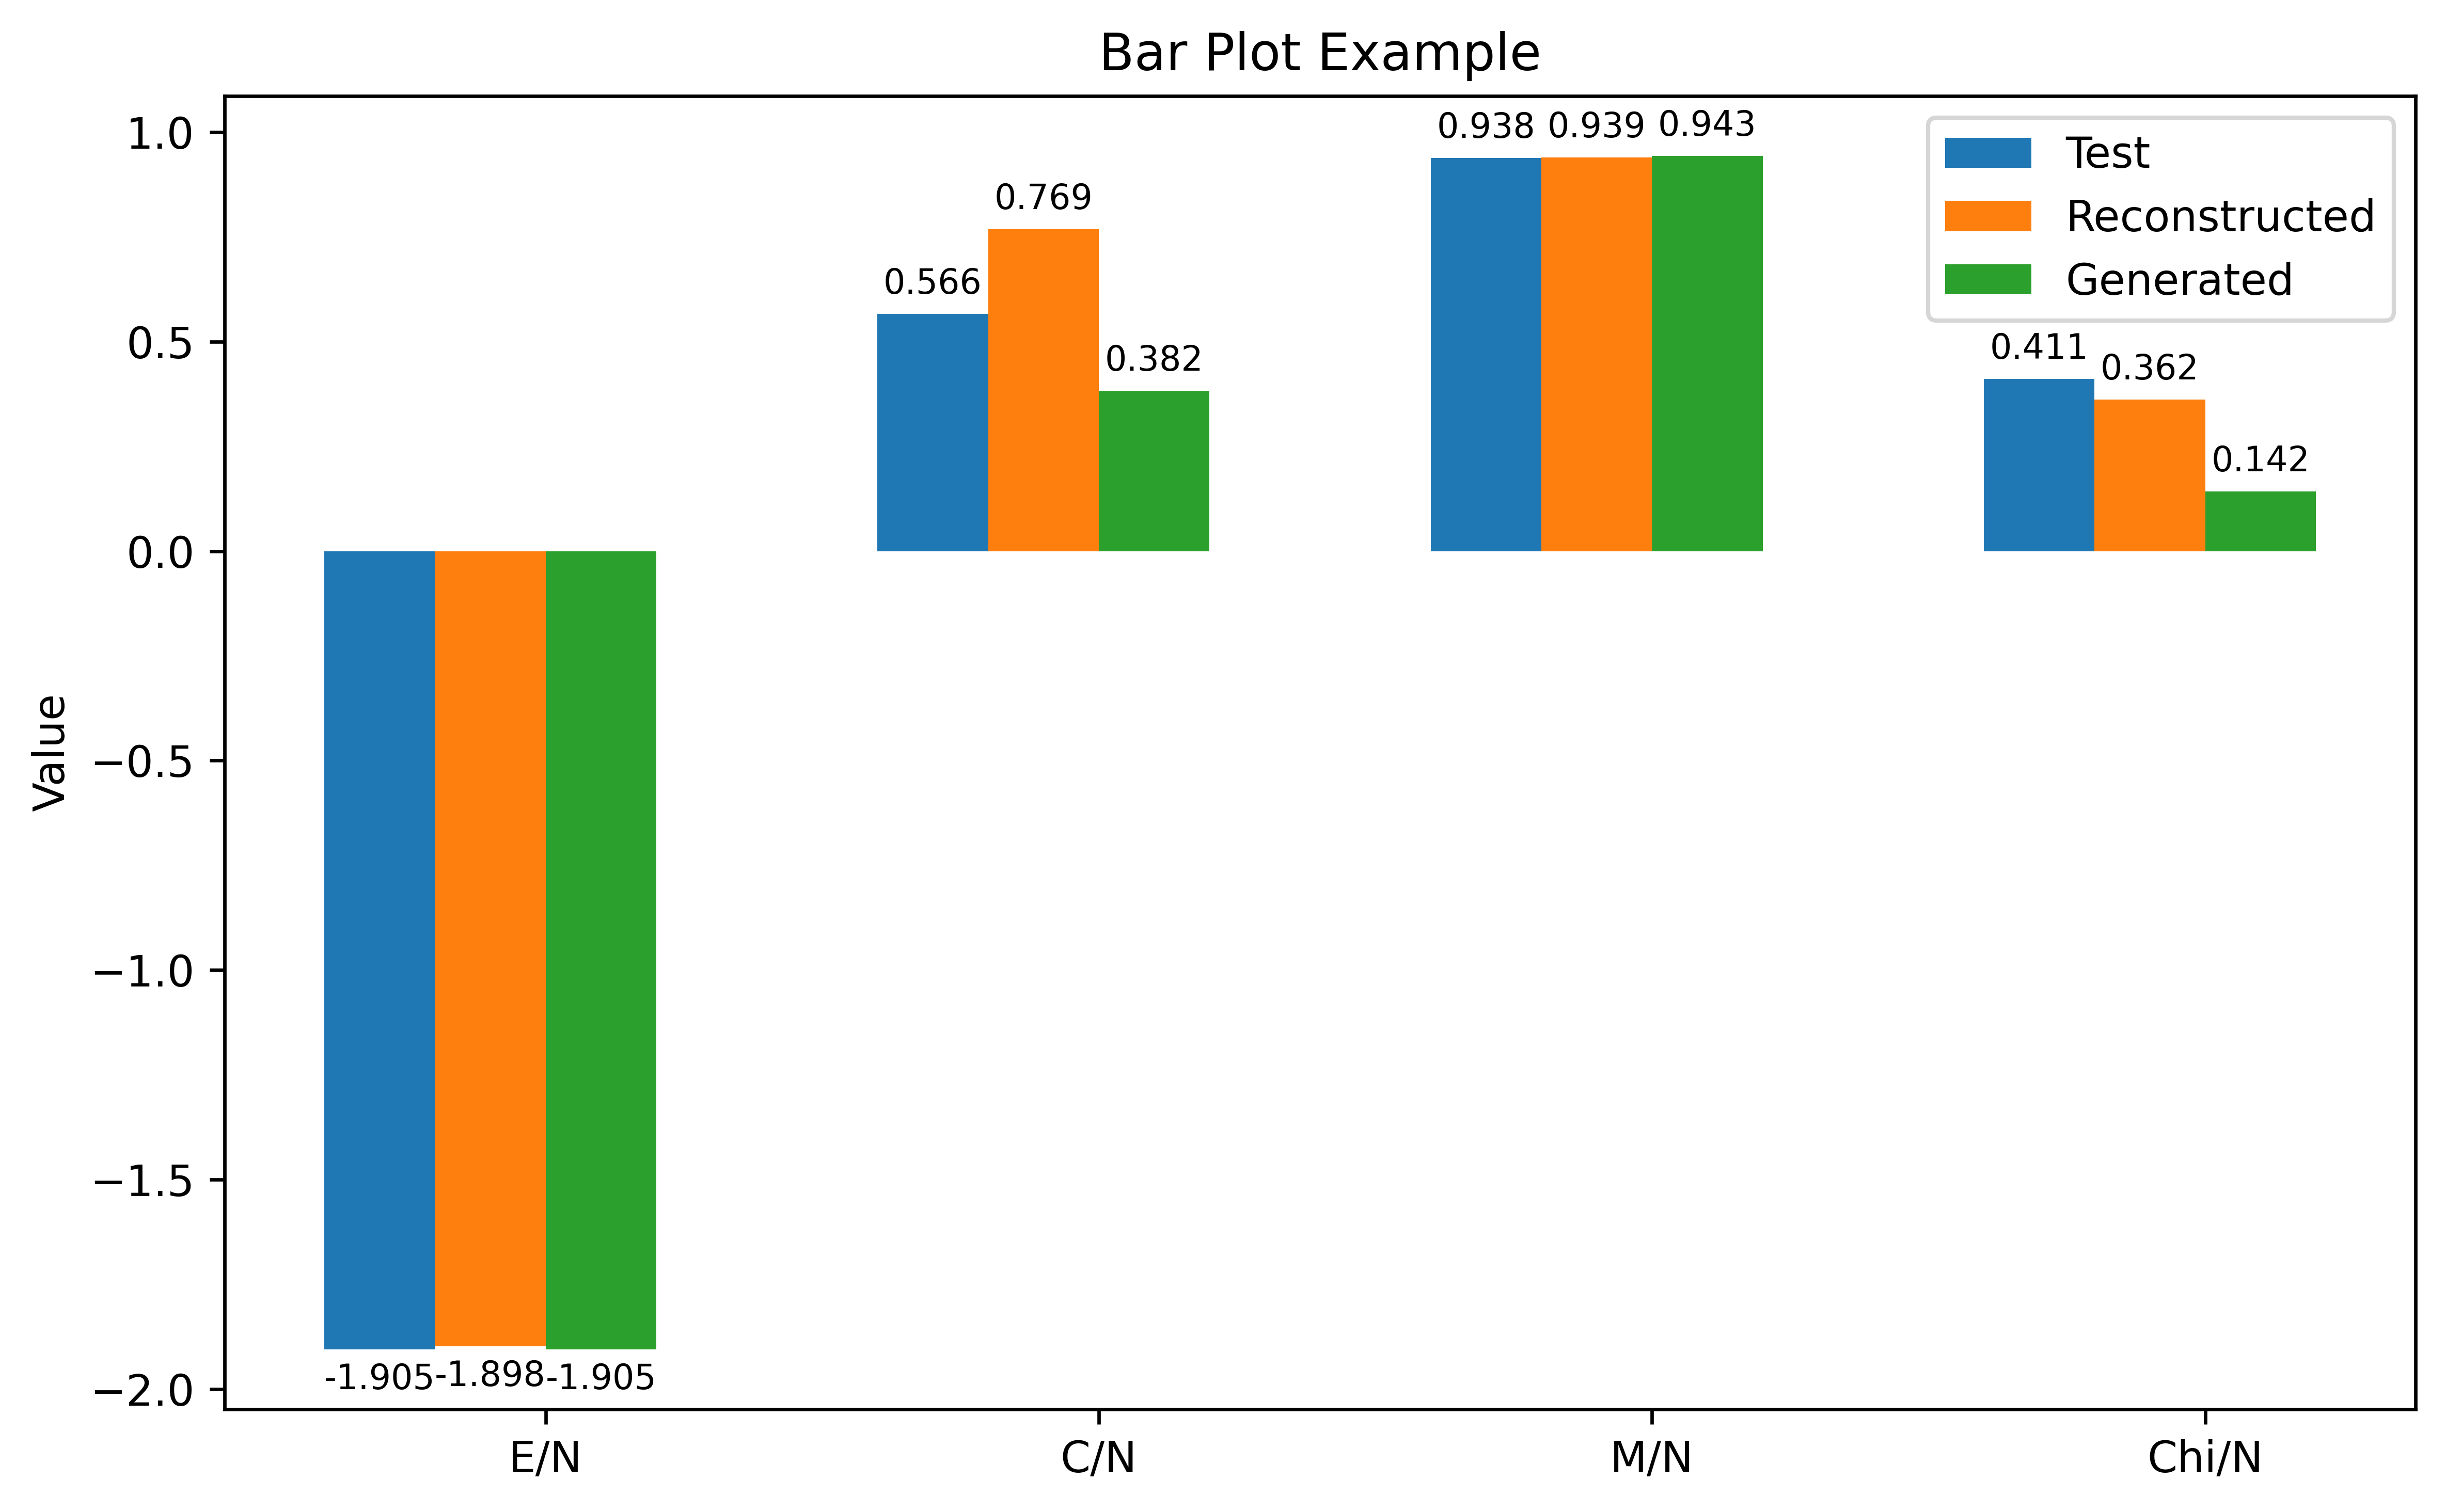 Bar Plot Example
Value
1.0
0.5
0.0
−0.5
−1.0
−1.5
−2.0
-1.905
-1.898
-1.905
0.566
0.769
0.382
0.938
0.939
0.943
0.411
0.362
0.142
Test
Reconstructed
Generated
E/N
C/N
M/N
Chi/N